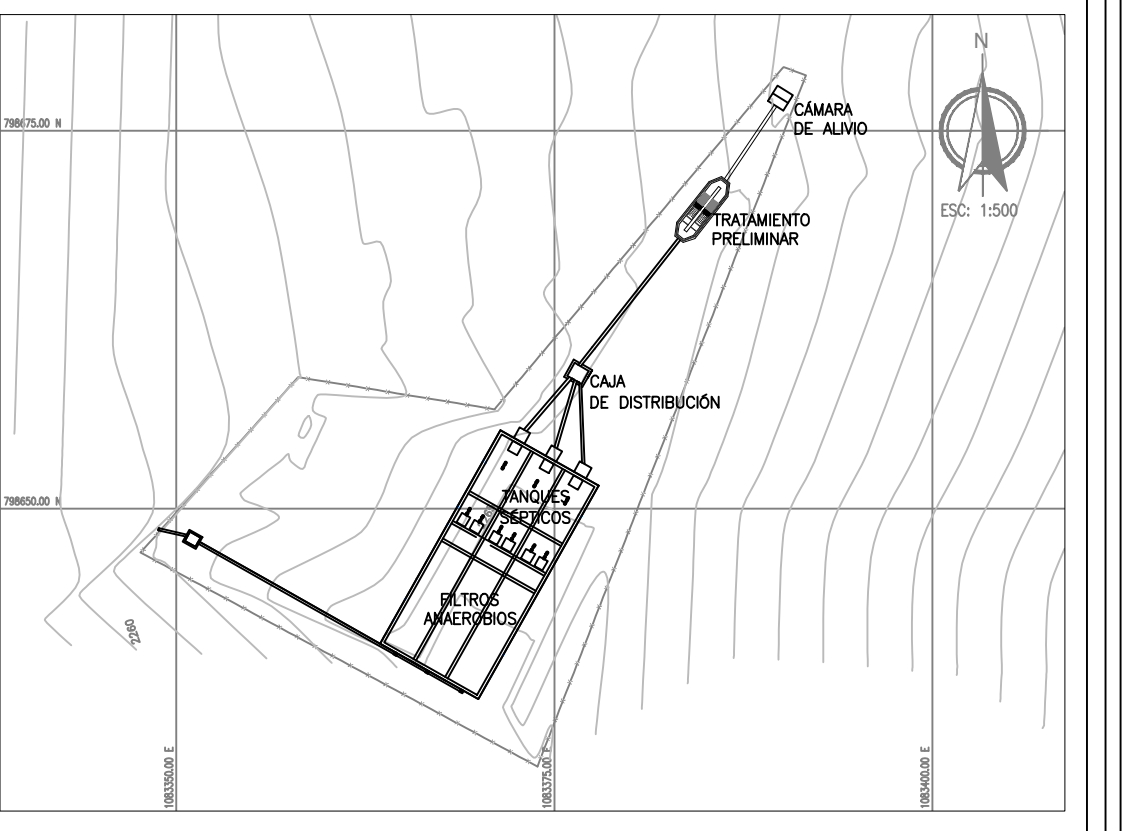 N
798675.00 N
CÁMARA
DE ALIVIO
ESC: 1:500
TRATAMIENTO
PRELIMINAR
CAJA
DE DISTRIBUCIÓN
798650.00 N
TANQUES
SÉPTICOS
FILTROS
ANAEROBIOS
2260
1083350.00 E
1083375.00 E
1083400.00 E